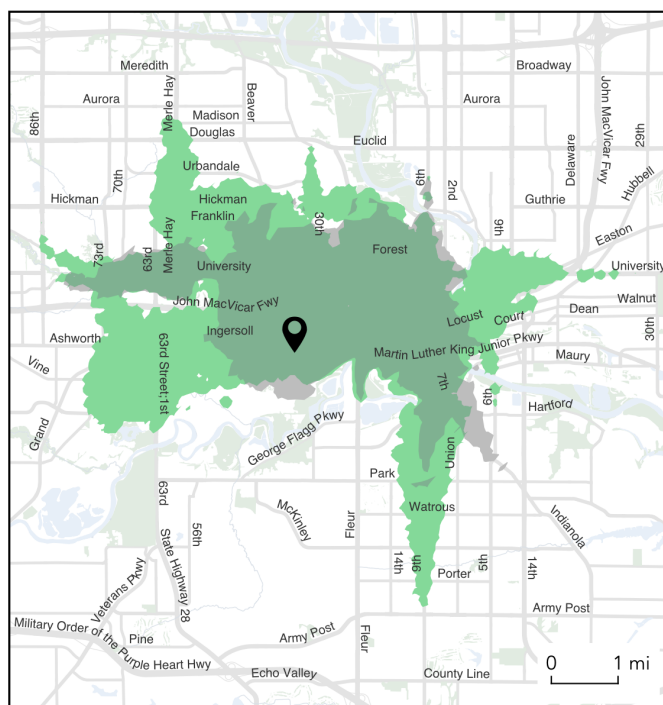 Meredith
Broadway
Aurora
Merle Hay
Beaver
Madison
Douglas
Aurora
John MacVicar Fwy
86th
70th
Urbandale
Euclid
Delaware
29th
Hubbell
Hickman
Hickman
Franklin
30th
6th
2nd
Guthrie
9th
Easton
73rd
63rd
Merle Hay
University
Forest
University
John MacVicar Fwy
Walnut
Dean
Court
Locust
Ashworth
Ingersoll
Martin Luther King Junior Pkwy
Maury
30th
Vine
63rd Street;1st
7th
6th
Hartford
Grand
George Flagg Pkwy
Union
Park
63rd
McKinley
Fleur
Watrous
Indianola
56th
State Highway 28
14th
9th
Porter
9th
14th
Veterans Pkwy
Army Post
Military Order of the Purple Heart Hwy
Pine
Army Post
Fleur
Echo Valley
County Line
0 1 mi